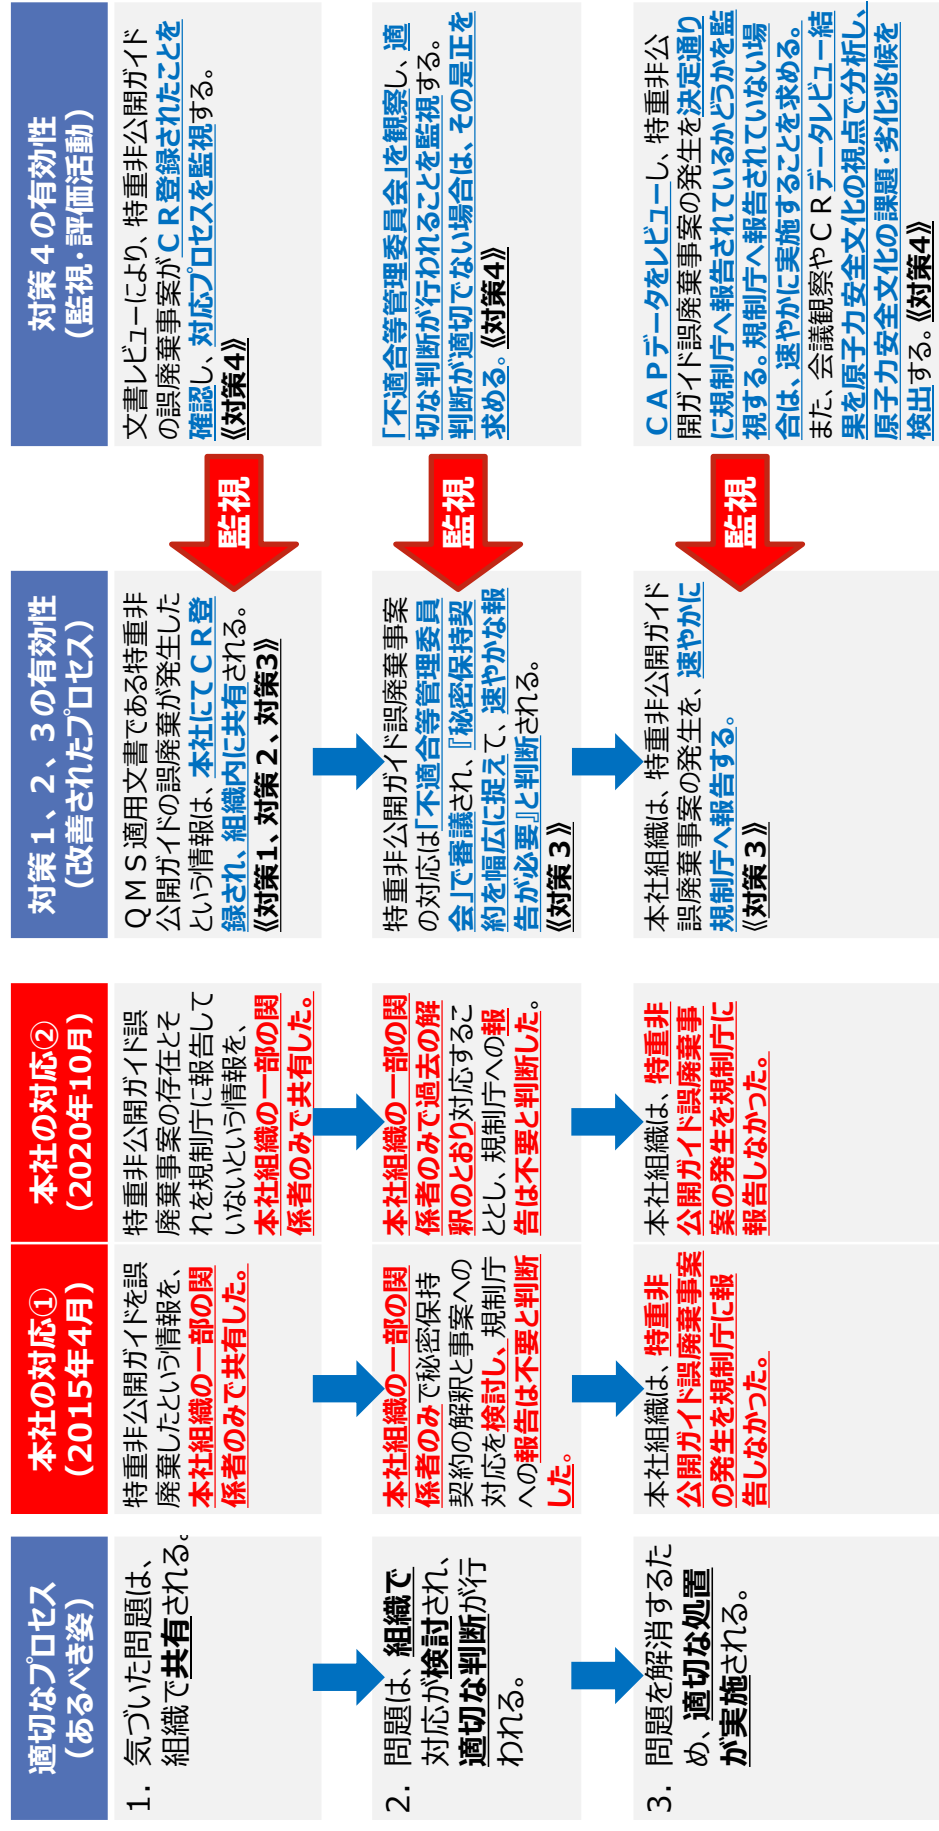 適切なプロセス
（あるべき姿）
本社の対応①
（2015年4月）
本社の対応②
（2020年10月）
対策１、２、３の有効性
（改善されたプロセス）
対策４の有効性
（監視・評価活動）
1. 気づいた問題は、
組織で共有される。
特重非公開ガイドを誤
廃棄したという情報を、
本社組織の一部の関
係者のみで共有した。
特重非公開ガイド誤
廃棄事案の存在とそ
れを規制庁に報告して
いないという情報を、
本社組織の一部の関
係者のみで共有した。
ＱＭＳ適用文書である特重非
公開ガイドの誤廃棄が発生した
という情報は、本社にてＣＲ登
録され、組織内に共有される。
《対策１、対策２、対策3》
監視
文書レビューにより、特重非公開ガイド
の誤廃棄事案がＣＲ登録されたことを
確認し、対応プロセスを監視する。
《対策4》
2. 問題は、組織で
対応が検討され、
適切な判断が行
われる。
本社組織の一部の関
係者のみで秘密保持
契約の解釈と事案への
対応を検討し、規制庁
への報告は不要と判断
した。
本社組織の一部の関
係者のみで過去の解
釈のとおり対応するこ
ととし、規制庁への報
告は不要と判断した。
特重非公開ガイド誤廃棄事案
の対応は「不適合等管理委員
会」で審議され、『秘密保持契
約を幅広に捉えて、速やかな報
告が必要』と判断される。
《対策３》
監視
「不適合等管理委員会」を観察し、適
切な判断が行われることを監視する。
判断が適切でない場合は、その是正を
求める。《対策4》
3. 問題を解消するた
め、適切な処置
が実施される。
本社組織は、特重非
公開ガイド誤廃棄事案
の発生を規制庁に報
告しなかった。
本社組織は、特重非
公開ガイド誤廃棄事
案の発生を規制庁に
報告しなかった。
本社組織は、特重非公開ガイド
誤廃棄事案の発生を、速やかに
規制庁へ報告する。
《対策３》
監視
ＣＡＰデータをレビューし、特重非公
開ガイド誤廃棄事案の発生を決定通り
に規制庁へ報告されているかどうかを監
視する。規制庁へ報告されていない場
合は、速やかに実施することを求める。
また、会議観察やＣＲデータレビュー結
果を原子力安全文化の視点で分析し、
原子力安全文化の課題・劣化兆候を
検出する。《対策4》